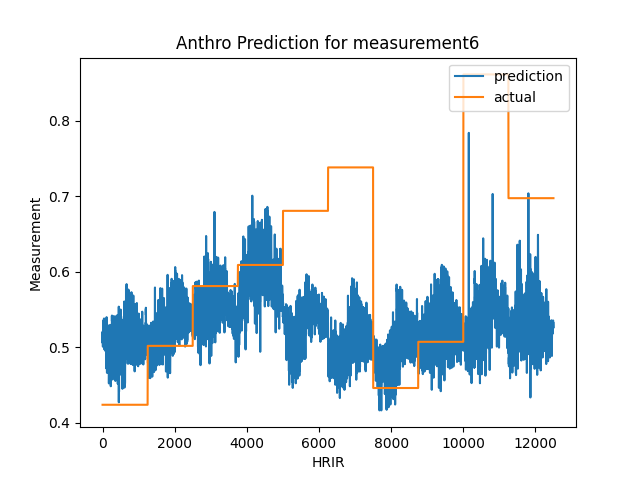 Anthro Prediction for measurement6
prediction
actual
Measurement
0.8
0.7
0.6
0.5
0.4
0 2000 4000 6000 8000 10000 12000
HRIR